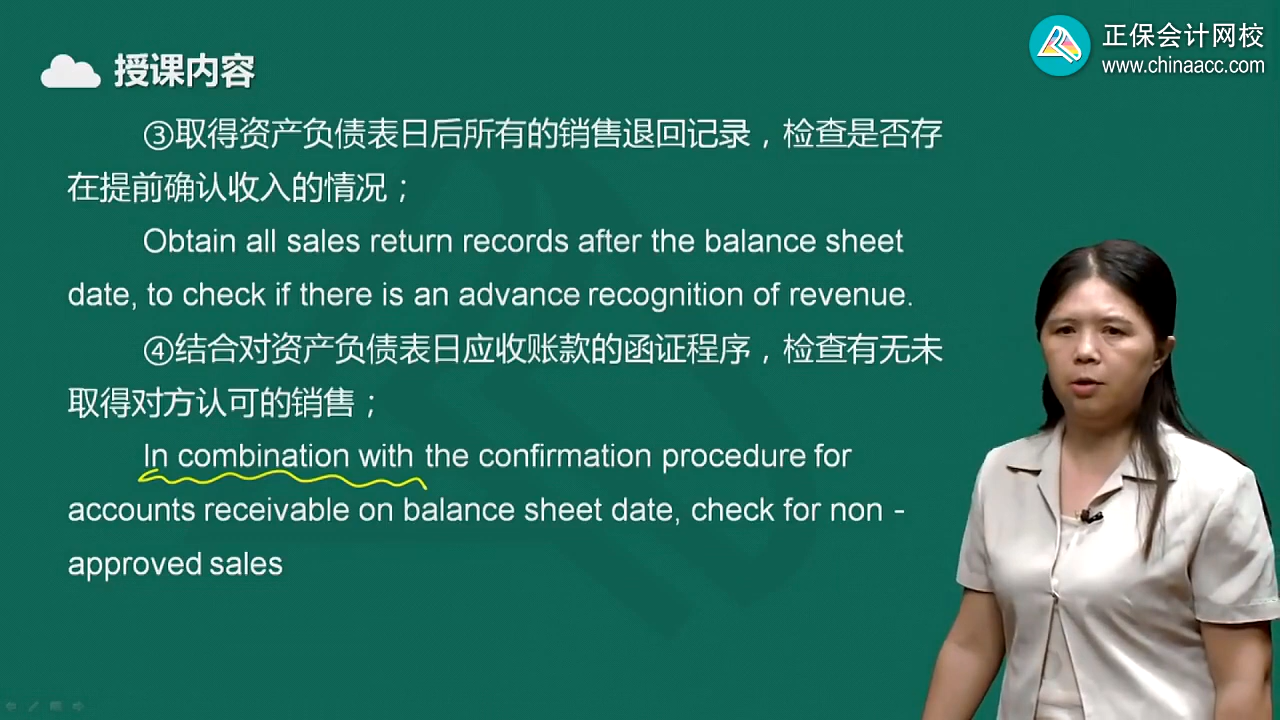 正保会计网校
www.chinaacc.com
授课内容
③取得资产负债表日后所有的销售退回记录，检查是否存
在提前确认收入的情况；
Obtain all sales return records after the balance sheet
date, to check if there is an advance recognition of revenue.
④结合对资产负债表日应收账款的函证程序，检查有无未
取得对方认可的销售；
In combination with the confirmation procedure for
accounts receivable on balance sheet date, check for non -
approved sales